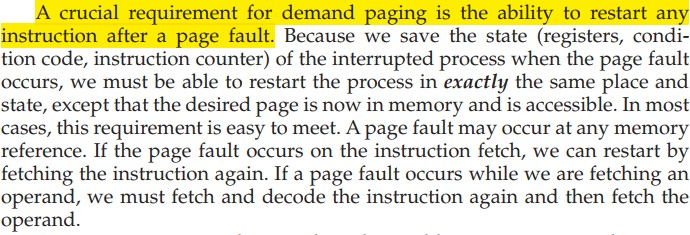 A crucial requirement for demand paging is the ability to restart any
instruction after a page fault. Because we save the state (registers, condi-
tion code, instruction counter) of the interrupted process when the page fault
occurs, we must be able to restart the process in exactly the same place and
state, except that the desired page is now in memory and is accessible. In most
cases, this requirement is easy to meet. A page fault may occur at any memory
reference. If the page fault occurs on the instruction fetch, we can restart by
fetching the instruction again. If a page fault occurs while we are fetching an
operand, we must fetch and decode the instruction again and then fetch the
operand.